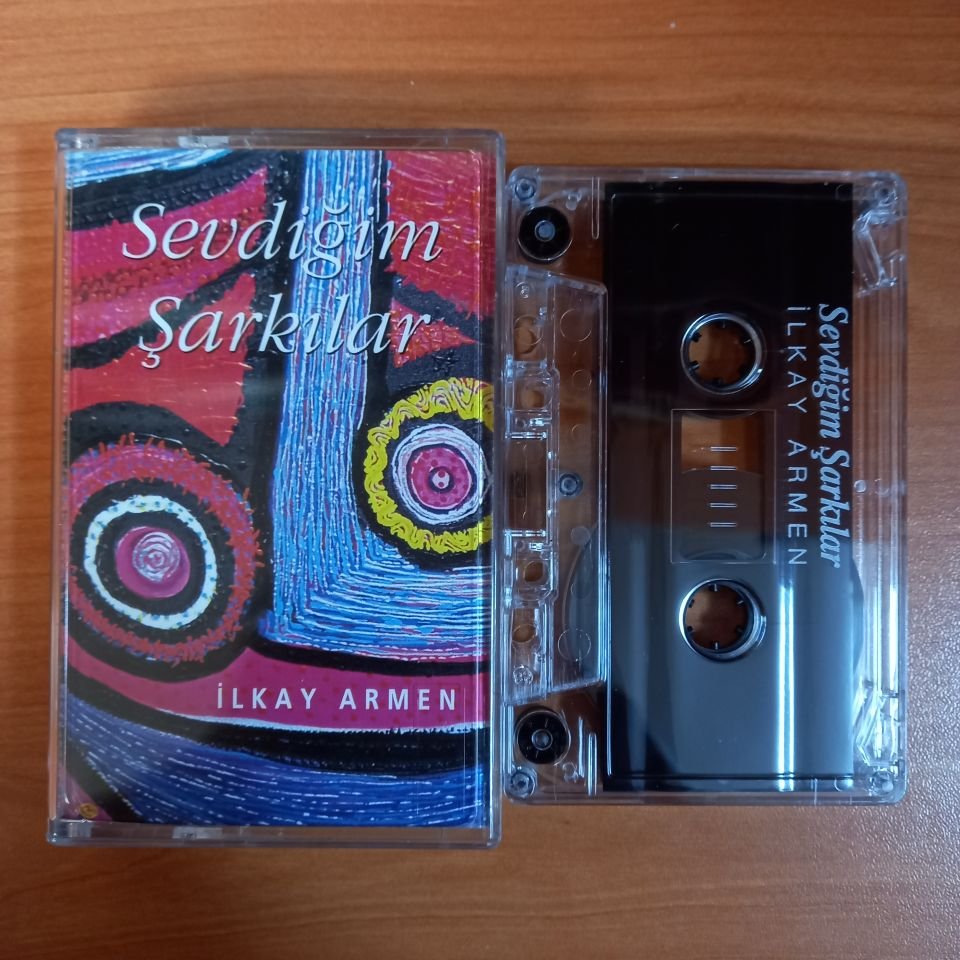 Sevdiğim
Şarkılar
İLKAY ARMEN
Sevdiğim Şarkılar
İLKAY ARMEN